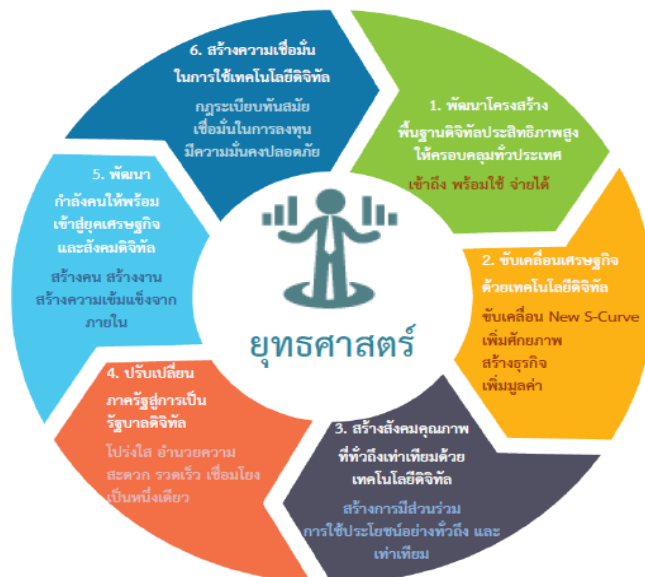 6. สร้างความเชื่อมั่น
ในการใช้เทคโนโลยีดิจิทัล
กฎระเบียบทันสมัย
เชื่อมั่นในการลงทุน
มีความมั่นคงปลอดภัย
1. พัฒนาโครงสร้าง
พื้นฐานดิจิทัลประสิทธิภาพสูง
ให้ครอบคลุมทั่วประเทศ
เข้าถึง พร้อมใช้ จ่ายได้
2. ขับเคลื่อนเศรษฐกิจ
ด้วยเทคโนโลยีดิจิทัล
ขับเคลื่อน New S-Curve
เพิ่มศักยภาพ
สร้างธุรกิจ
เพิ่มมูลค่า
3. สร้างสังคมคุณภาพ
ที่ทั่วถึงเท่าเทียมด้วย
เทคโนโลยีดิจิทัล
สร้างการมีส่วนร่วม
การใช้ประโยชน์อย่างทั่วถึง และ
เท่าเทียม
4. ปรับเปลี่ยน
ภาครัฐสู่การเป็น
รัฐบาลดิจิทัล
โปร่งใส อำนวยความ
สะดวก รวดเร็ว เชื่อมโยง
เป็นหนึ่งเดียว
5. พัฒนา
กำลังคนให้พร้อม
เข้าสู่ยุคเศรษฐกิจ
และสังคมดิจิทัล
สร้างคน สร้างงาน
สร้างความเข้มแข็งจาก
ภายใน
ยุทธศาสตร์